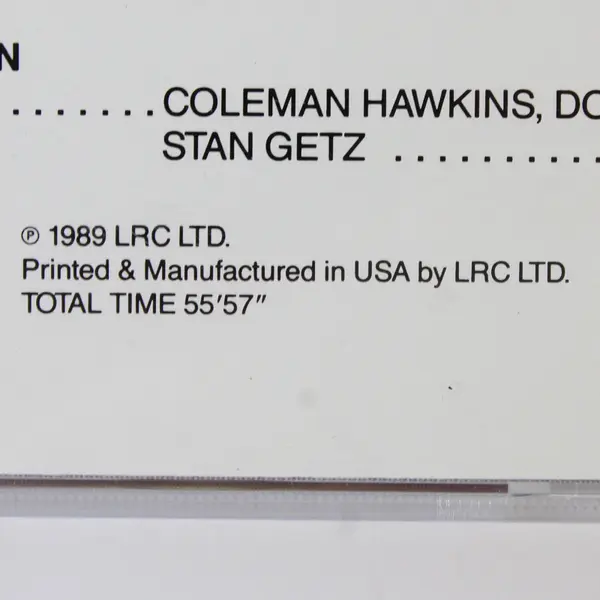 N
.......COLEMAN HAWKINS, DO
STAN GETZ ..........
℗ 1989 LRC LTD.
Printed & Manufactured in USA by LRC LTD.
TOTAL TIME 55'57"